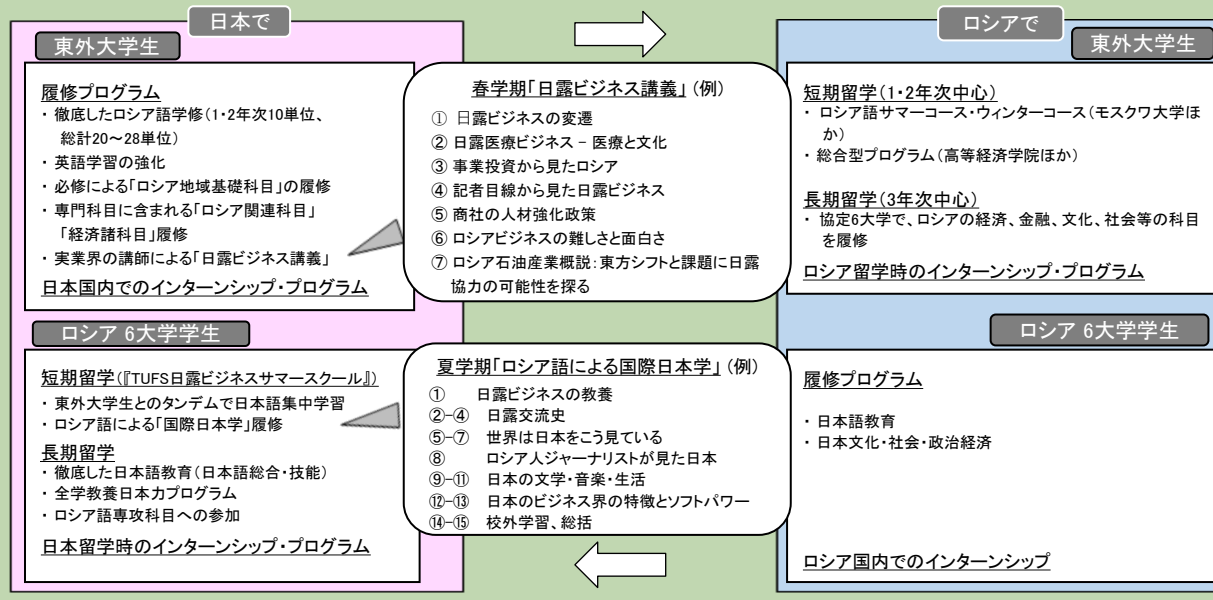 日本で
東外大学生
履修プログラム
・ 徹底したロシア語学修(1・2年次10単位、
総計20～28単位)
・ 英語学習の強化
・ 必修による「ロシア地域基礎科目」の履修
・ 専門科目に含まれる「ロシア関連科目」
「経済諸科目」履修
・ 実業界の講師による「日露ビジネス講義」
日本国内でのインターンシップ・プログラム
ロシア 6大学学生
短期留学(『TUFS日露ビジネスサマースクール』)
・ 東外大学生とのタンデムで日本語集中学習
・ ロシア語による「国際日本学」履修
長期留学
・ 徹底した日本語教育(日本語総合・技能)
・ 全学教養日本力プログラム
・ ロシア語専攻科目への参加
日本留学時のインターンシップ・プログラム
春学期「日露ビジネス講義」(例)
① 日露ビジネスの変遷
② 日露医療ビジネス － 医療と文化
③ 事業投資から見たロシア
④ 記者目線から見た日露ビジネス
⑤ 商社の人材強化政策
⑥ ロシアビジネスの難しさと面白さ
⑦ ロシア石油産業概説:東方シフトと課題に日露
協力の可能性を探る
夏学期「ロシア語による国際日本学」(例)
① 日露ビジネスの教養
②-④ 日露交流史
⑤-⑦ 世界は日本をこう見ている
⑧ ロシア人ジャーナリストが見た日本
⑨-⑪ 日本の文学・音楽・生活
⑫-⑬ 日本のビジネス界の特徴とソフトパワー
⑭-⑮ 校外学習、総括
ロシアで
東外大学生
短期留学(1・2年次中心)
・ ロシア語サマーコース・ウィンターコース(モスクワ大学ほ
か)
・ 総合型プログラム(高等経済学院ほか)
長期留学(3年次中心)
・ 協定6大学で、ロシアの経済、金融、文化、社会等の科目
を履修
ロシア留学時のインターンシップ・プログラム
ロシア 6大学学生
履修プログラム
・ 日本語教育
・ 日本文化・社会・政治経済
ロシア国内でのインターンシップ